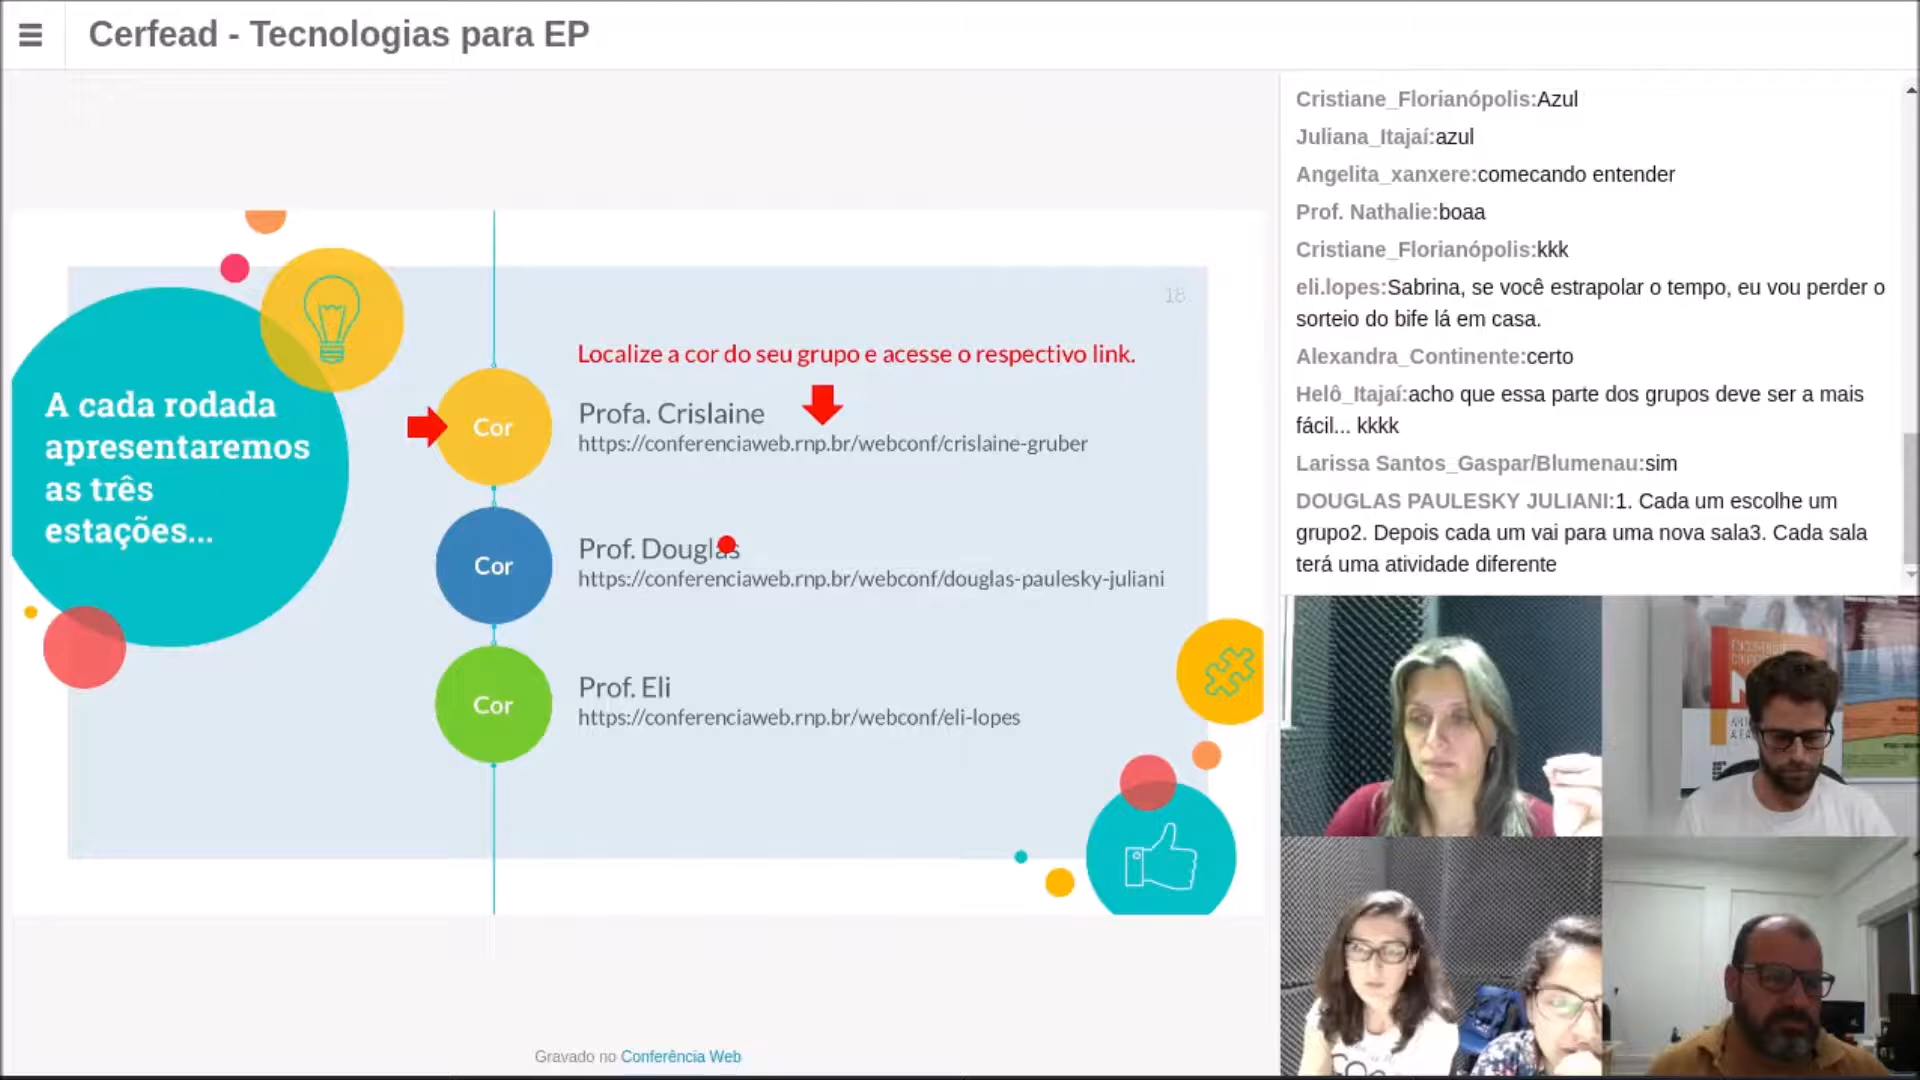 Cerfead - Tecnologias para EP
A cada rodada
apresentaremos
as três
estações...
18
Localize a cor do seu grupo e acesse o respectivo link.
Cor
Profa. Crislaine
https://conferenciaweb.rnp.br/webconf/crislaine-gruber
Cor
Prof. Douglas
https://conferenciaweb.rnp.br/webconf/douglas-paulesky-juliani
Cor
Prof. Eli
https://conferenciaweb.rnp.br/webconf/eli-lopes
Gravado no Conferência Web
Cristiane_Florianópolis:Azul
Juliana_Itajaí:azul
Angelita_xanxere:comecando entender
Prof. Nathalie:boaa
Cristiane_Florianópolis:kkk
eli.lopes:Sabrina, se você estrapolar o tempo, eu vou perder o
sorteio do bife lá em casa.
Alexandra_Continente:certo
Helô_Itajaí:acho que essa parte dos grupos deve ser a mais
fácil... kkkk
Larissa Santos_Gaspar/Blumenau:sim
DOUGLAS PAULESKY JULIANI:1. Cada um escolhe um
grupo2. Depois cada um vai para uma nova sala3. Cada sala
terá uma atividade diferente